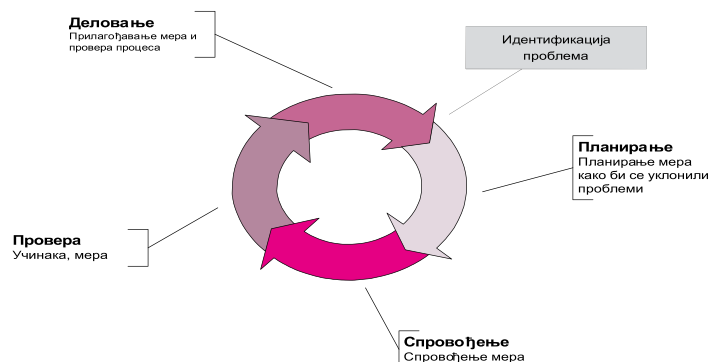 Деловање
Прилагођавање мера и
провера процеса
Идентификација
проблема
Планирање
Планирање мера
како би се уклонили
проблеми
Провера
Учинака, мера
Спровођење
Спровођење мера